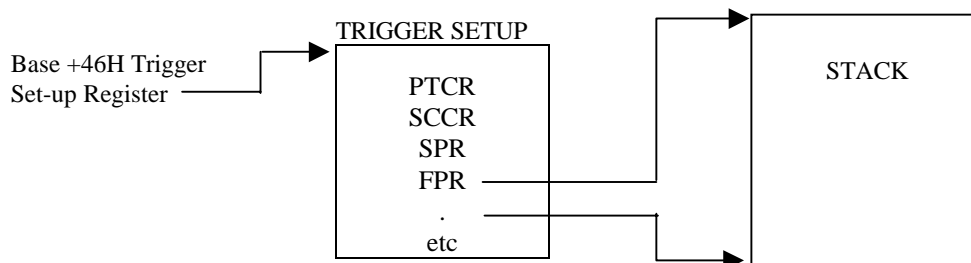 TRIGGER SETUP
Base +46H Trigger
Set-up Register
PTCR
SCCR
SPR
FPR
.
etc
STACK